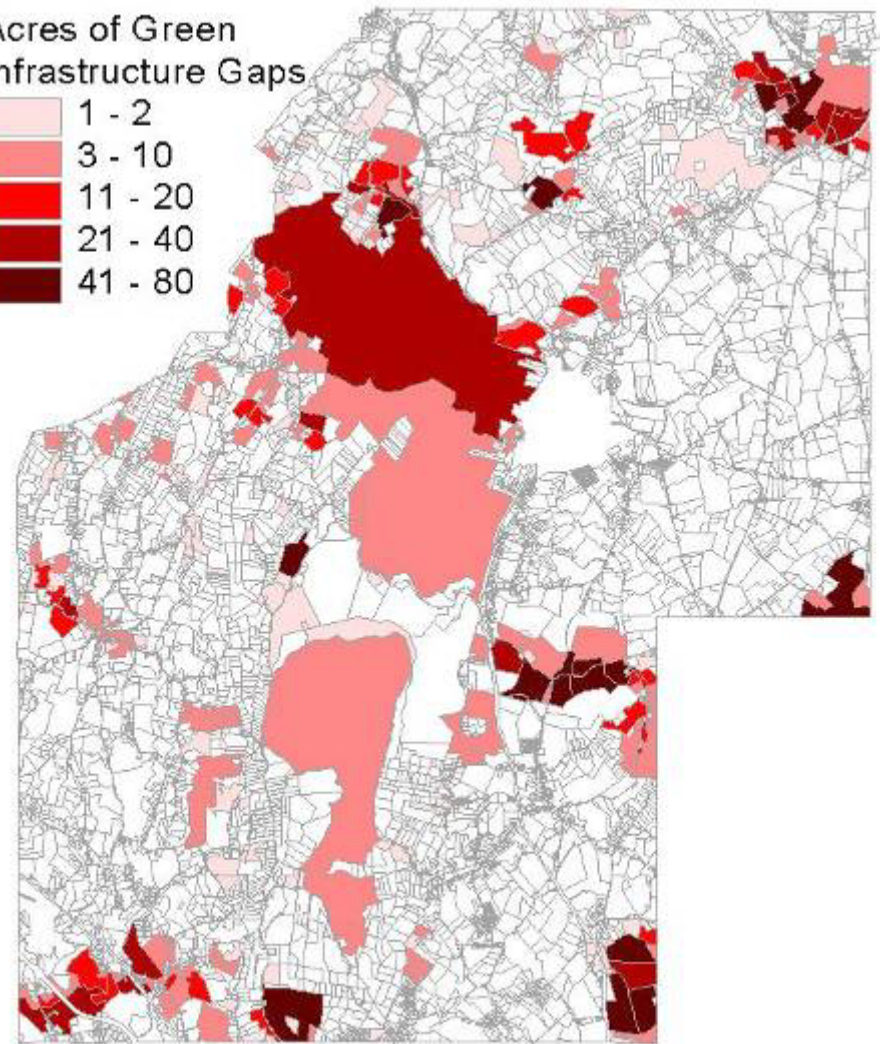 Acres of Green
nfrastructure Gaps
1 - 2
3 - 10
11 - 20
21 - 40
41 - 80